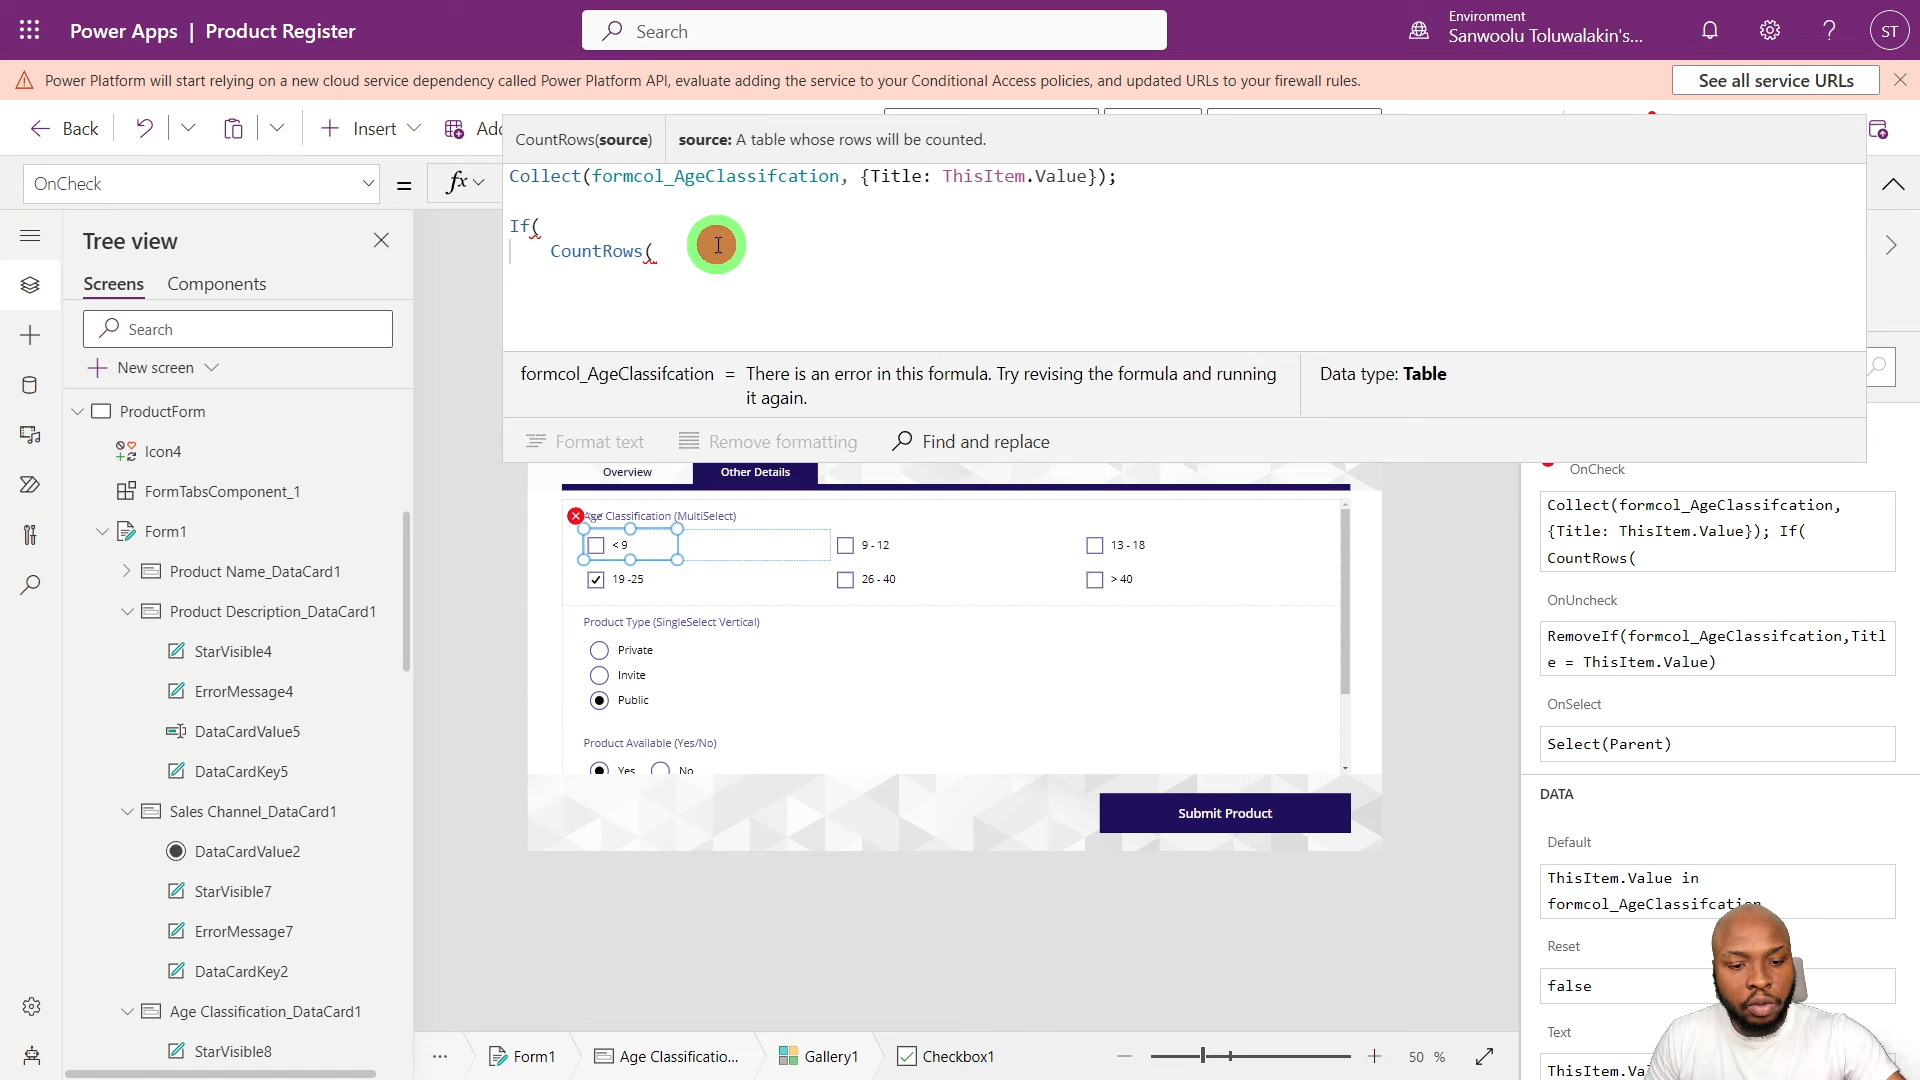 Power Apps | Product Register
Search
Environment
Sanwoolu Toluwalakin's...
ST
Power Platform will start relying on a new cloud service dependency called Power Platform API, evaluate adding the service to your Conditional Access policies, and updated URLs to your firewall rules.
See all service URLs
Back
Insert
CountRows(source)
source: A table whose rows will be counted.
OnCheck
=
fx
Collect(formcol_AgeClassifcation, {Title: ThisItem.Value});
If(
CountRows(
formcol_AgeClassifcation = There is an error in this formula. Try revising the formula and running
it again.
Data type: Table
Format text
Remove formatting
Find and replace
Tree view
Screens
Components
Search
New screen
ProductForm
Icon4
FormTabsComponent_1
Form1
Product Name_DataCard1
Product Description_DataCard1
StarVisible4
ErrorMessage4
DataCardValue5
DataCardKey5
Sales Channel_DataCard1
DataCardValue2
StarVisible7
ErrorMessage7
DataCardKey2
Age Classification_DataCard1
StarVisible8
Overview
Other Details
Age Classification (MultiSelect)
< 9
9 - 12
13 - 18
19 -25
26 - 40
> 40
Product Type (SingleSelect Vertical)
Private
Invite
Public
Product Available (Yes/No)
Yes
No
Submit Product
OnCheck
Collect(formcol_AgeClassifcation,
{Title: ThisItem.Value}); If(
CountRows(
OnUncheck
RemoveIf(formcol_AgeClassifcation,Titl
e = ThisItem.Value)
OnSelect
Select(Parent)
DATA
Default
ThisItem.Value in
formcol_AgeClassifcation
Reset
false
Text
...
Form1
Age Classificatio...
Gallery1
Checkbox1
50 %